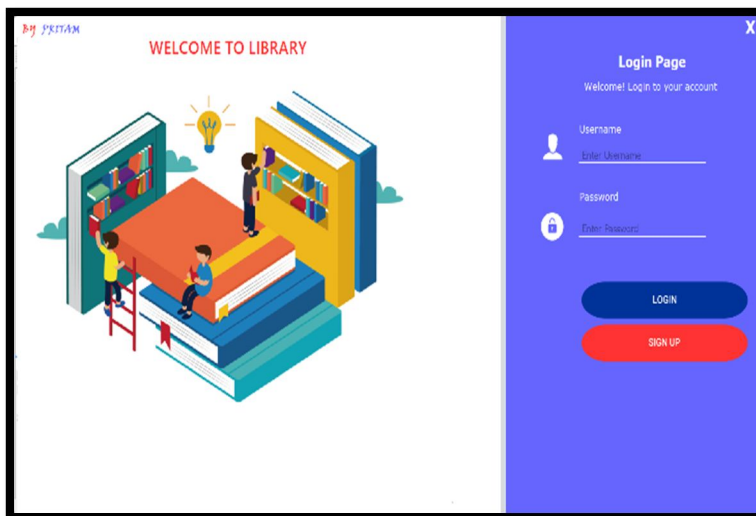 By PRITAM
WELCOME TO LIBRARY
X
Login Page
Welcome! Login to your account
Username
Enter Username
Password
Enter Password
LOGIN
SIGN UP